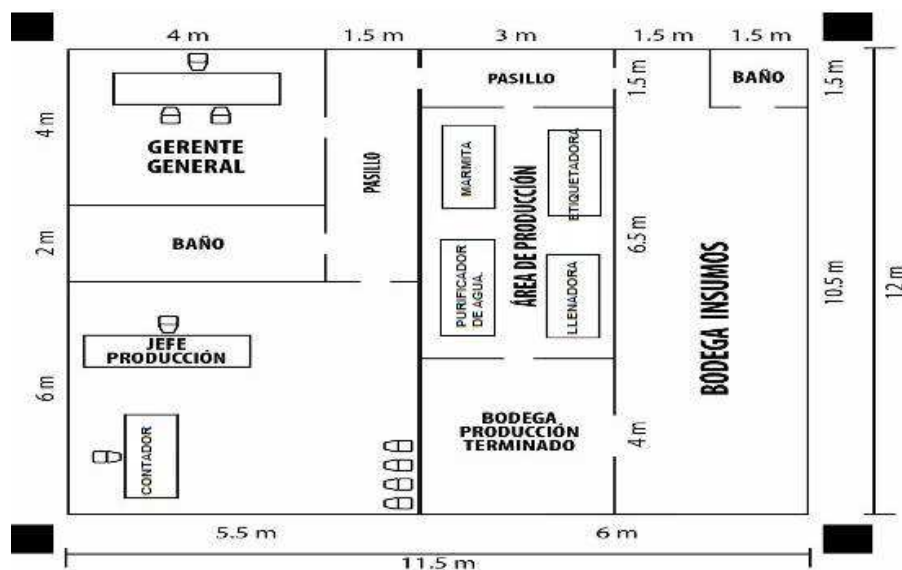 4 m
1.5 m
3 m
1.5 m
1.5 m
4 m
GERENTE
GENERAL
PASILLO
PASILLO
1.5 m
BAÑO
1.5 m
MARMITA
ETIQUETADORA
ÁREA DE PRODUCCIÓN
2 m
BAÑO
6.5 m
PURIFICADOR
DE AGUA.
LLENADORA
BODEGA INSUMOS
10.5 m
12 m
6 m
JEFE
PRODUCCIÓN
CONTADOR
BODEGA
PRODUCCIÓN
TERMINADO
4 m
5.5 m
6 m
11.5 m